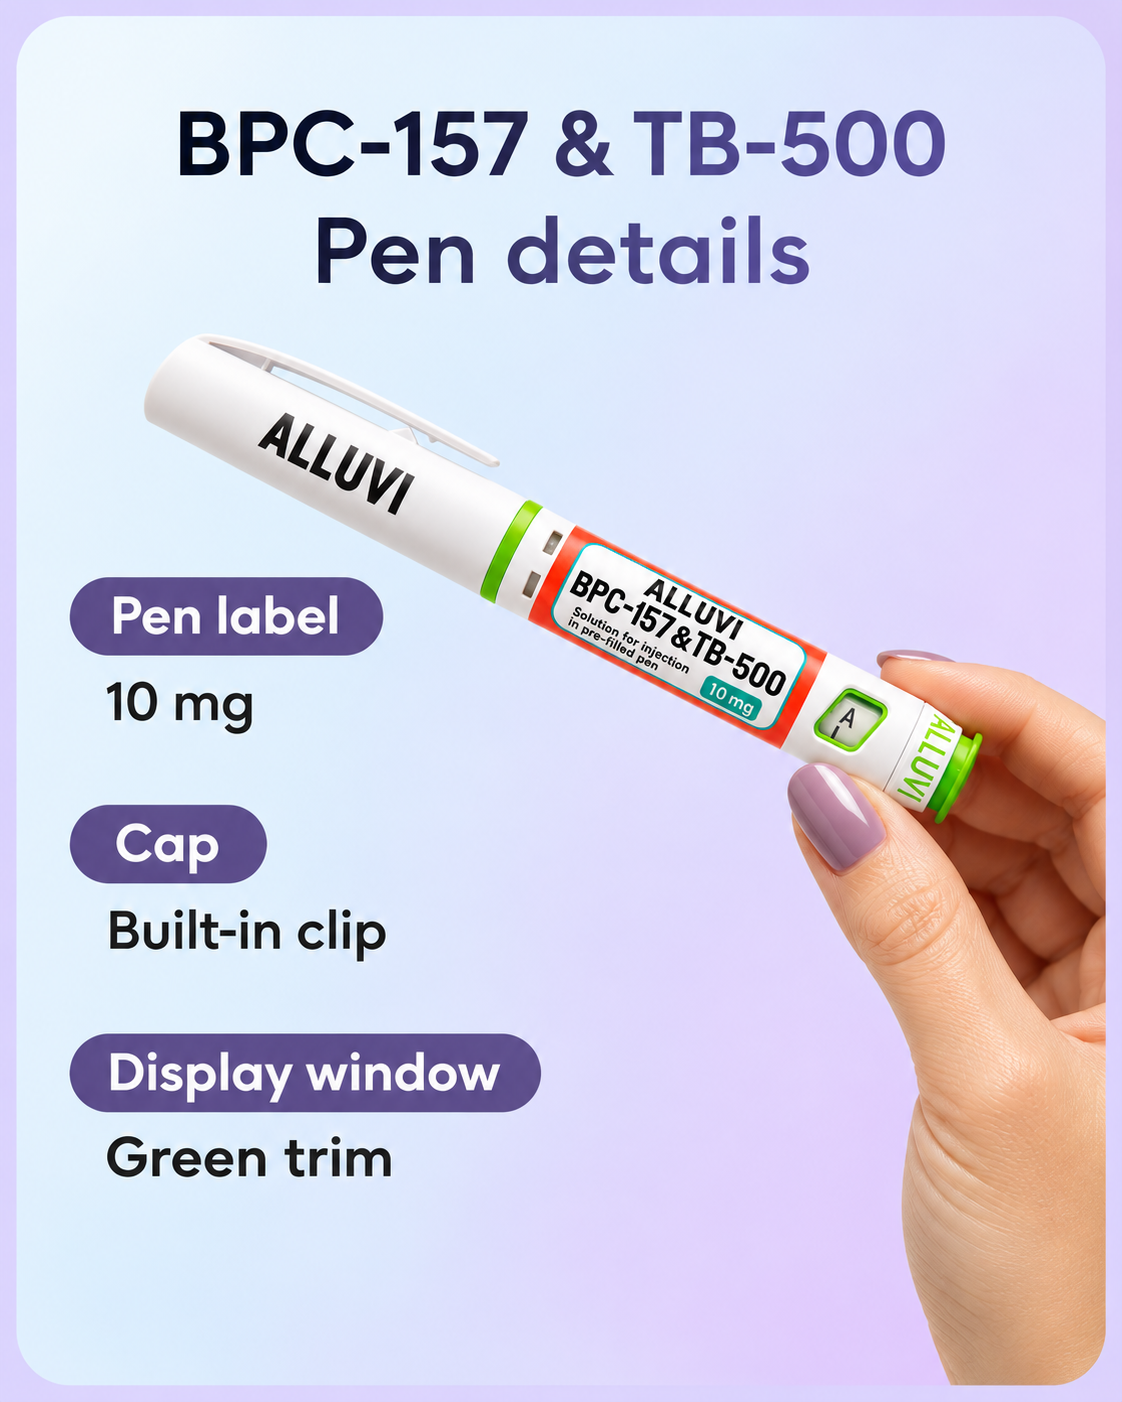 BPC-157 & TB-500
Pen details
ALLUVI
ALLUVI
BPC-157&TB-500
Solution for injection
in pre-filled pen
10 mg
A
ALLUVI
Pen label
10 mg
Cap
Built-in clip
Display window
Green trim